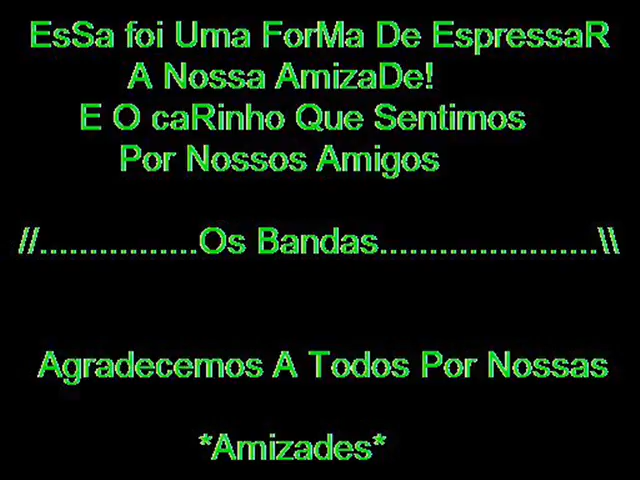 EsSa foi Uma ForMa De EspressaR
A Nossa AmizaDe!
E O caRinho Que Sentimos
Por Nossos Amigos
//................Os Bandas......................\\
Agradecemos A Todos Por Nossas
*Amizades*